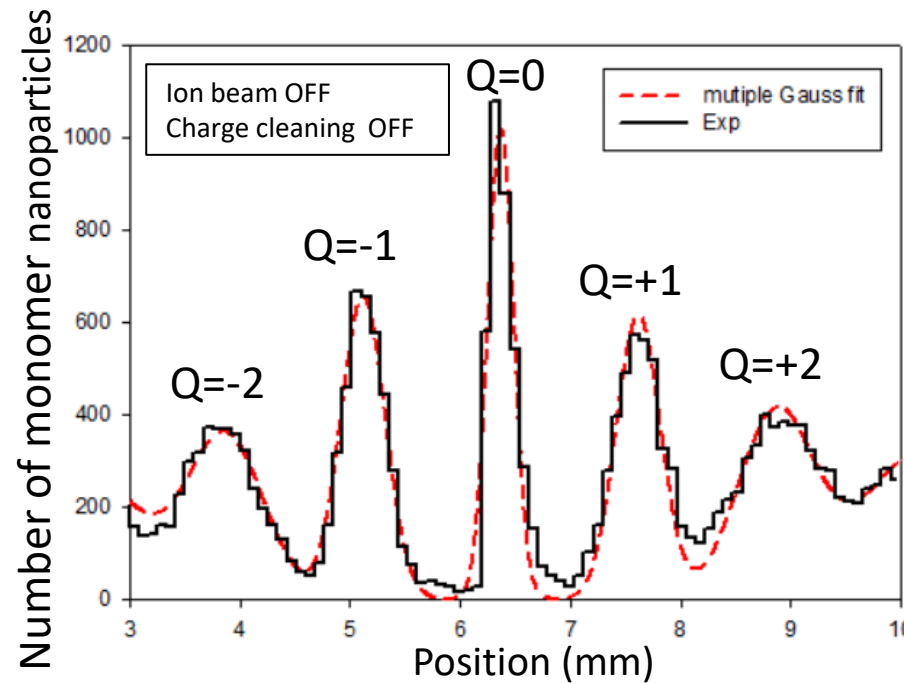 Number of monomer nanoparticles
1200
1000
800
600
400
200
0
Ion beam OFF
Charge cleaning OFF
Q=0
mutiple Gauss fit
Exp
Q=-1
Q=+1
Q=-2
Q=+2
3 4 5 6 7 8 9 10
Position (mm)